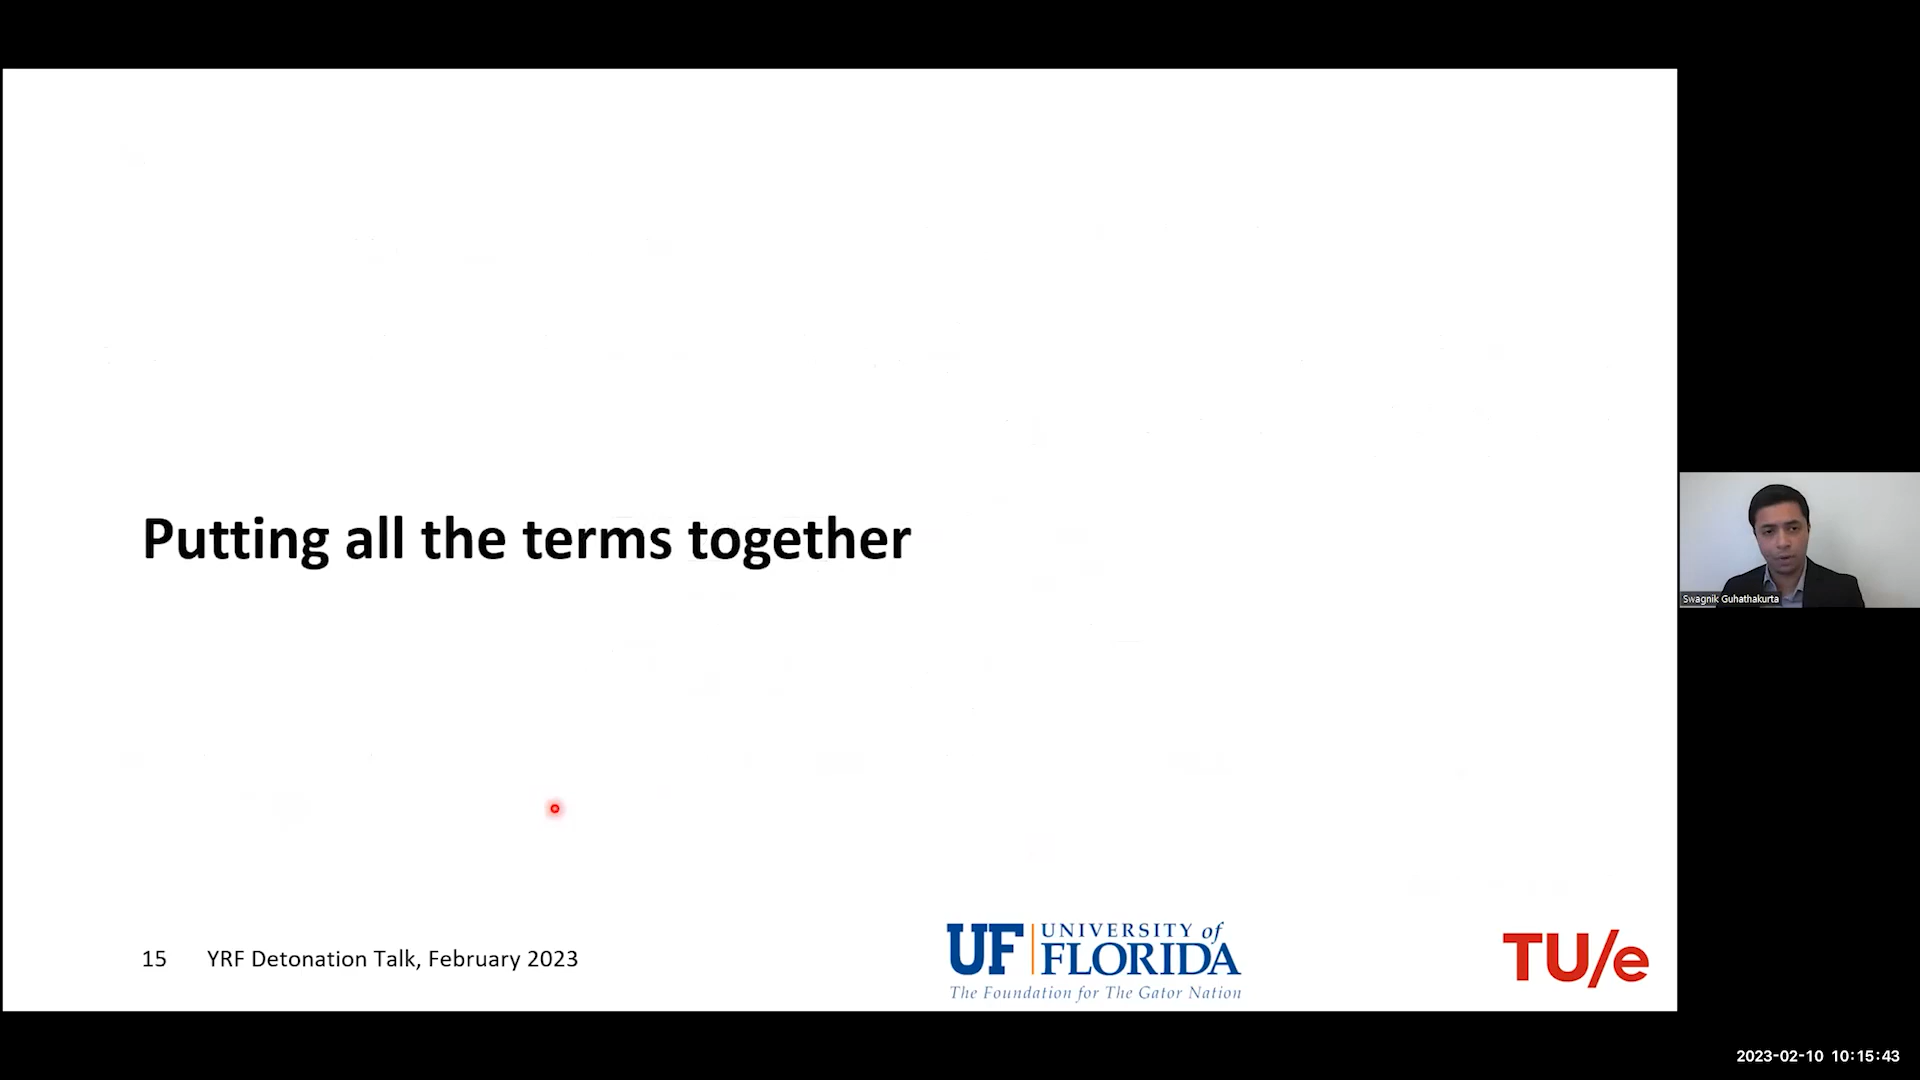 Putting all the terms together
Swagnik Guhathakurta
15 YRF Detonation Talk, February 2023
UF UNIVERSITY of
FLORIDA
The Foundation for The Gator Nation
TU/e
2023-02-10 10:15:43